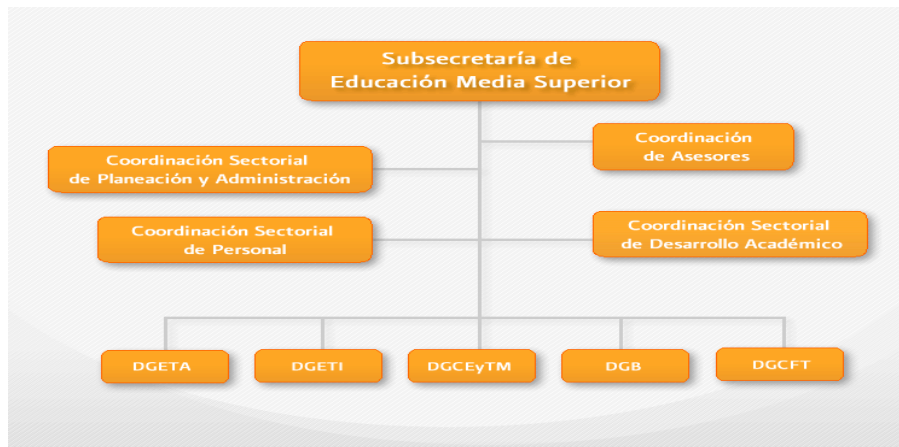 Subsecretaría de
Educación Media Superior
Coordinación
de Asesores
Coordinación Sectorial
de Planeación y Administración
Coordinación Sectorial
de Personal
Coordinación Sectorial
de Desarrollo Académico
DGETA
DGETI
DGCEyTM
DGB
DGCFT